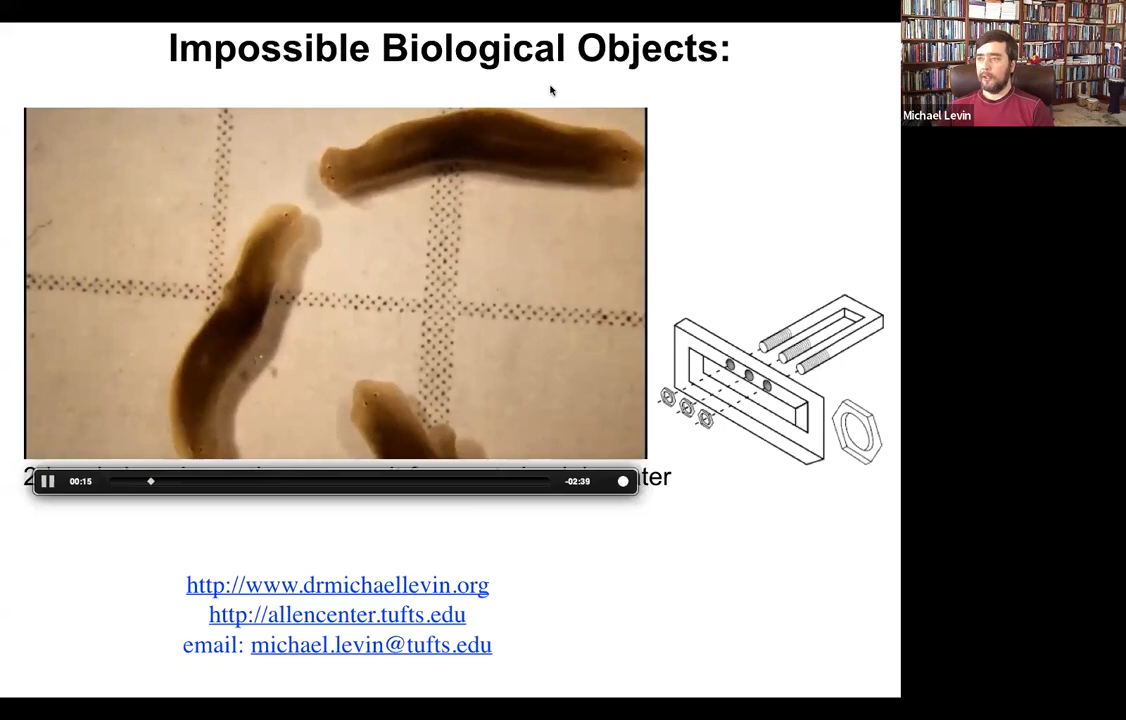 Impossible Biological Objects:
Michael Levin
00:15
-02:39
http://www.drmichaellevin.org
http://allencenter.tufts.edu
email: michael.levin@tufts.edu